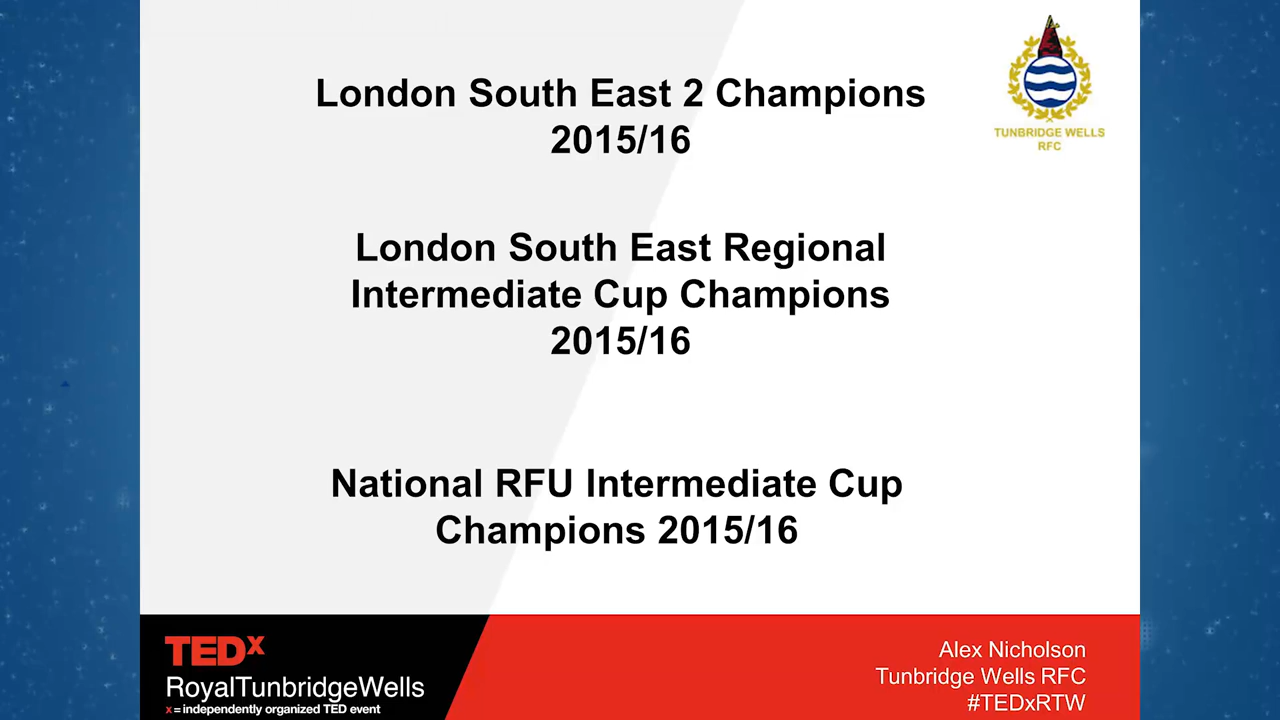 London South East 2 Champions
2015/16
TUNBRIDGE WELLS
RFC
London South East Regional
Intermediate Cup Champions
2015/16
National RFU Intermediate Cup
Champions 2015/16
TEDx
RoyalTunbridgeWells
x = independently organized TED event
Alex Nicholson
Tunbridge Wells RFC
#TEDxRTW